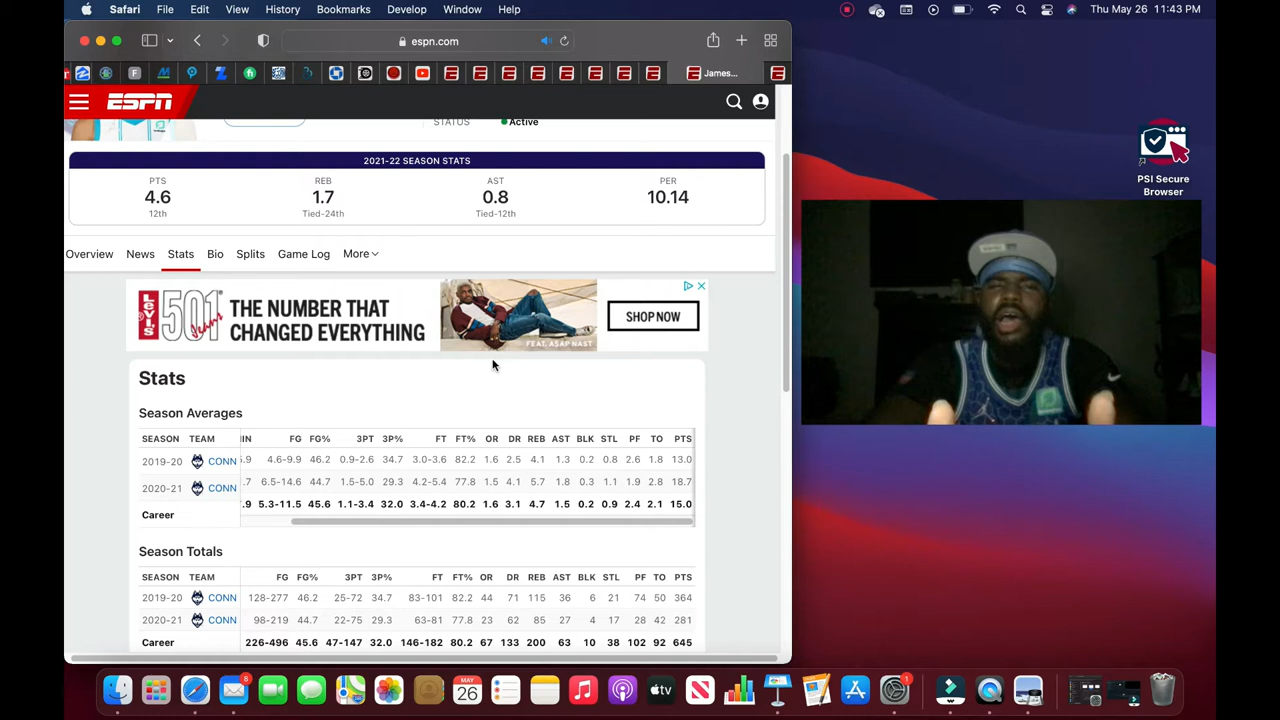 Safari File Edit View History Bookmarks Develop Window Help Thu May 26 11:43 PM
espn.com
F James...
ESPN
STATUS Active
2021-22 SEASON STATS
PTS REB AST PER
4.6 1.7 0.8 10.14
12th Tied-24th Tied-12th
Overview News Stats Bio Splits Game Log More
Levi's 501 Jeans THE NUMBER THAT CHANGED EVERYTHING SHOP NOW
FEAT. A$AP NAST
Stats
Season Averages
SEASON TEAM IN FG FG% 3PT 3P% FT FT% OR DR REB AST BLK STL PF TO PTS
2019-20 CONN .9 4.6-9.9 46.2 0.9-2.6 34.7 3.0-3.6 82.2 1.6 2.5 4.1 1.3 0.2 0.8 2.6 1.8 13.0
2020-21 CONN .7 6.5-14.6 44.7 1.5-5.0 29.3 4.2-5.4 77.8 1.5 4.1 5.7 1.8 0.3 1.1 1.9 2.8 18.7
Career .9 5.3-11.5 45.6 1.1-3.4 32.0 3.4-4.2 80.2 1.6 3.1 4.7 1.5 0.2 0.9 2.4 2.1 15.0
Season Totals
SEASON TEAM FG FG% 3PT 3P% FT FT% OR DR REB AST BLK STL PF TO PTS
2019-20 CONN 128-277 46.2 25-72 34.7 83-101 82.2 44 71 115 36 6 21 74 50 364
2020-21 CONN 98-219 44.7 22-75 29.3 63-81 77.8 23 62 85 27 4 17 28 42 281
Career 226-496 45.6 47-147 32.0 146-182 80.2 67 133 200 63 10 38 102 92 645
PSI Secure
Browser
8 MAY 26 tv 1